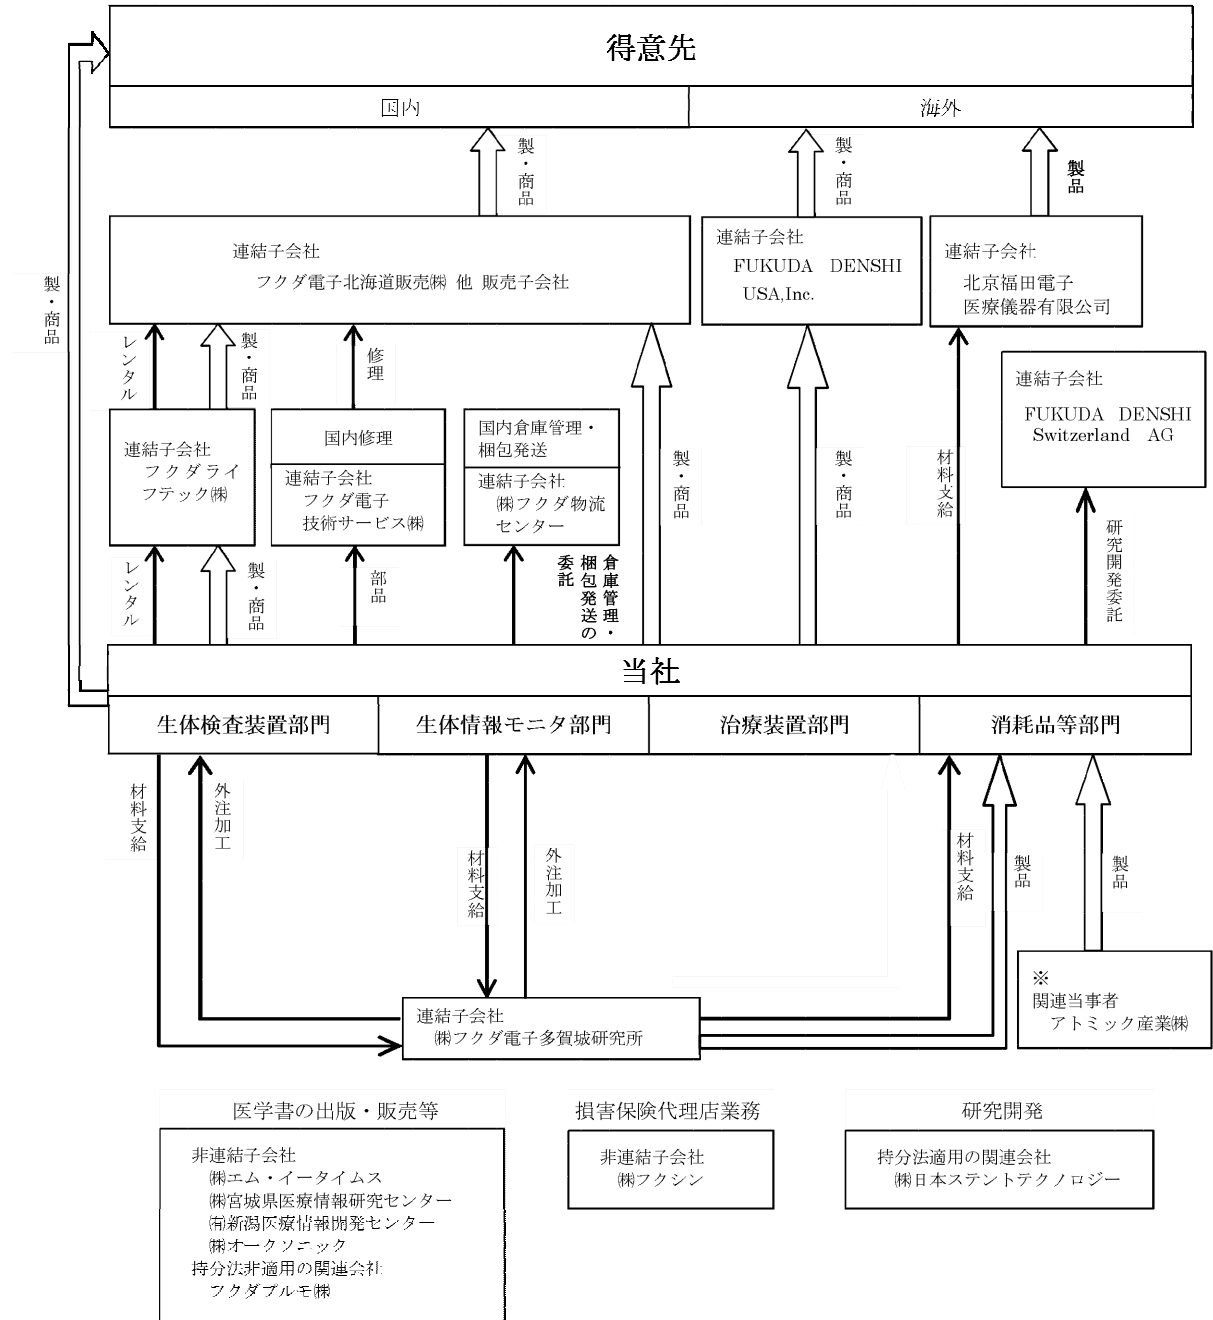 得意先
国内
海外
製・商品
製・商品
製品
製・商品
連結子会社
フクダ電子北海道販売㈱ 他 販売子会社
連結子会社
FUKUDA DENSHI
USA,Inc.
連結子会社
北京福田電子
医療儀器有限公司
レンタル
製・商品
修理
連結子会社
FUKUDA DENSHI
Switzerland AG
連結子会社
フクダライ
フテック㈱
国内修理
連結子会社
フクダ電子
技術サービス㈱
国内倉庫管理・
梱包発送
連結子会社
㈱フクダ物流
センター
製・商品
製・商品
材料支給
研究開発委託
レンタル
製・商品
部品
倉庫管理・
梱包発送の
委託
当社
生体検査装置部門
生体情報モニタ部門
治療装置部門
消耗品等部門
材料支給
外注加工
材料支給
外注加工
材料支給
製品
製品
※
関連当事者
アトミック産業㈱
連結子会社
㈱フクダ電子多賀城研究所
医学書の出版・販売等
非連結子会社
㈱エム・イータイムス
㈱宮城県医療情報研究センター
㈲新潟医療情報開発センター
㈱オークソニック
持分法非適用の関連会社
フクダプルモ㈱
損害保険代理店業務
非連結子会社
㈱フクシン
研究開発
持分法適用の関連会社
㈱日本ステントテクノロジー